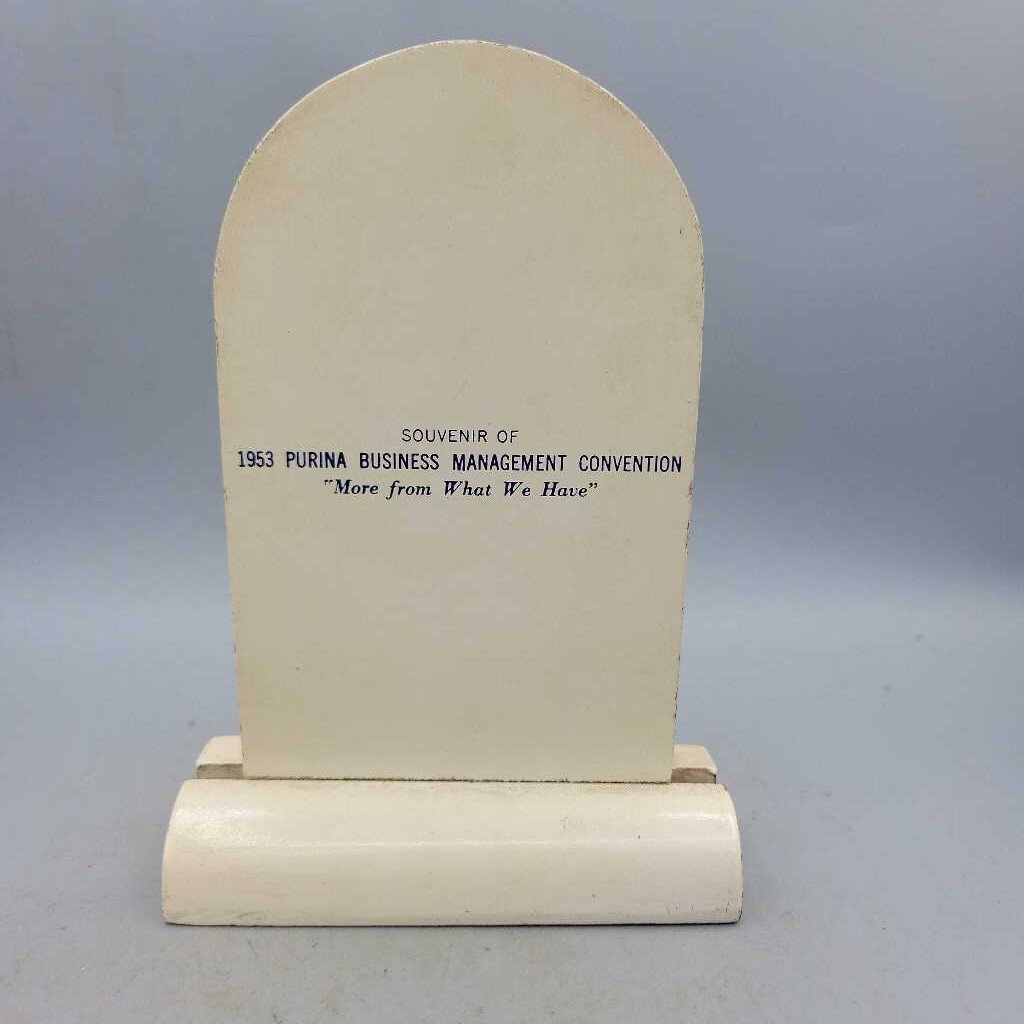 SOUVENIR OF
1953 PURINA BUSINESS MANAGEMENT CONVENTION
"More from What We Have"